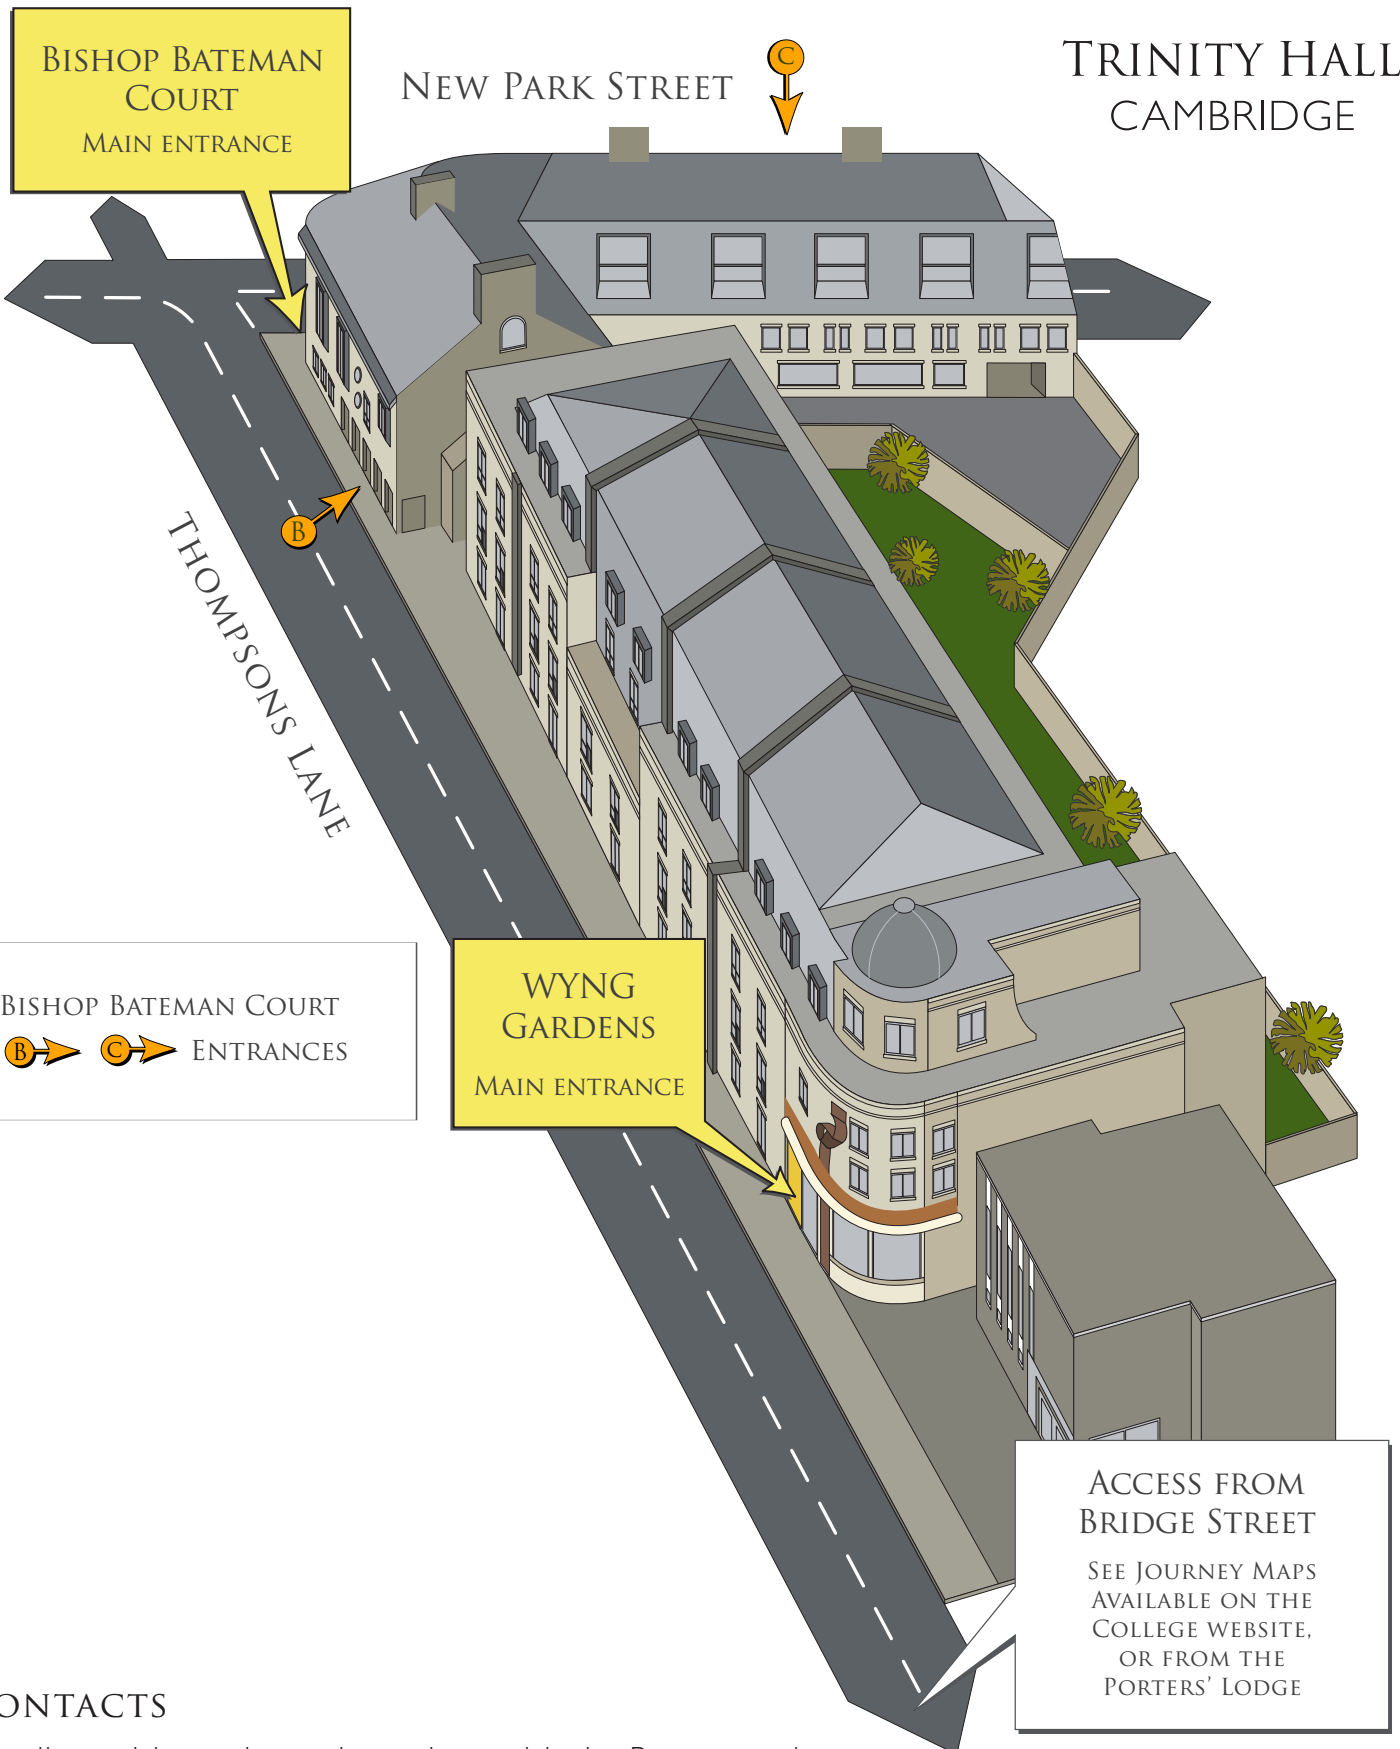 Bishop Bateman
Court
Main entrance
New Park Street
C
Trinity Hall
CAMBRIDGE
B
Thompsons Lane
Bishop Bateman Court
B C Entrances
WYNG
Gardens
Main entrance
Access from
Bridge Street
See Journey Maps
Available on the
College website,
or from the
Porters' Lodge
ontacts